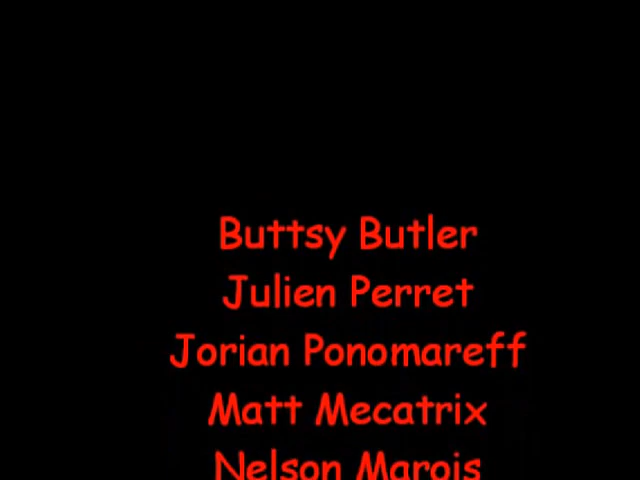 Buttsy Butler
Julien Perret
Jorian Ponomareff
Matt Mecatrix
Nelson Marois